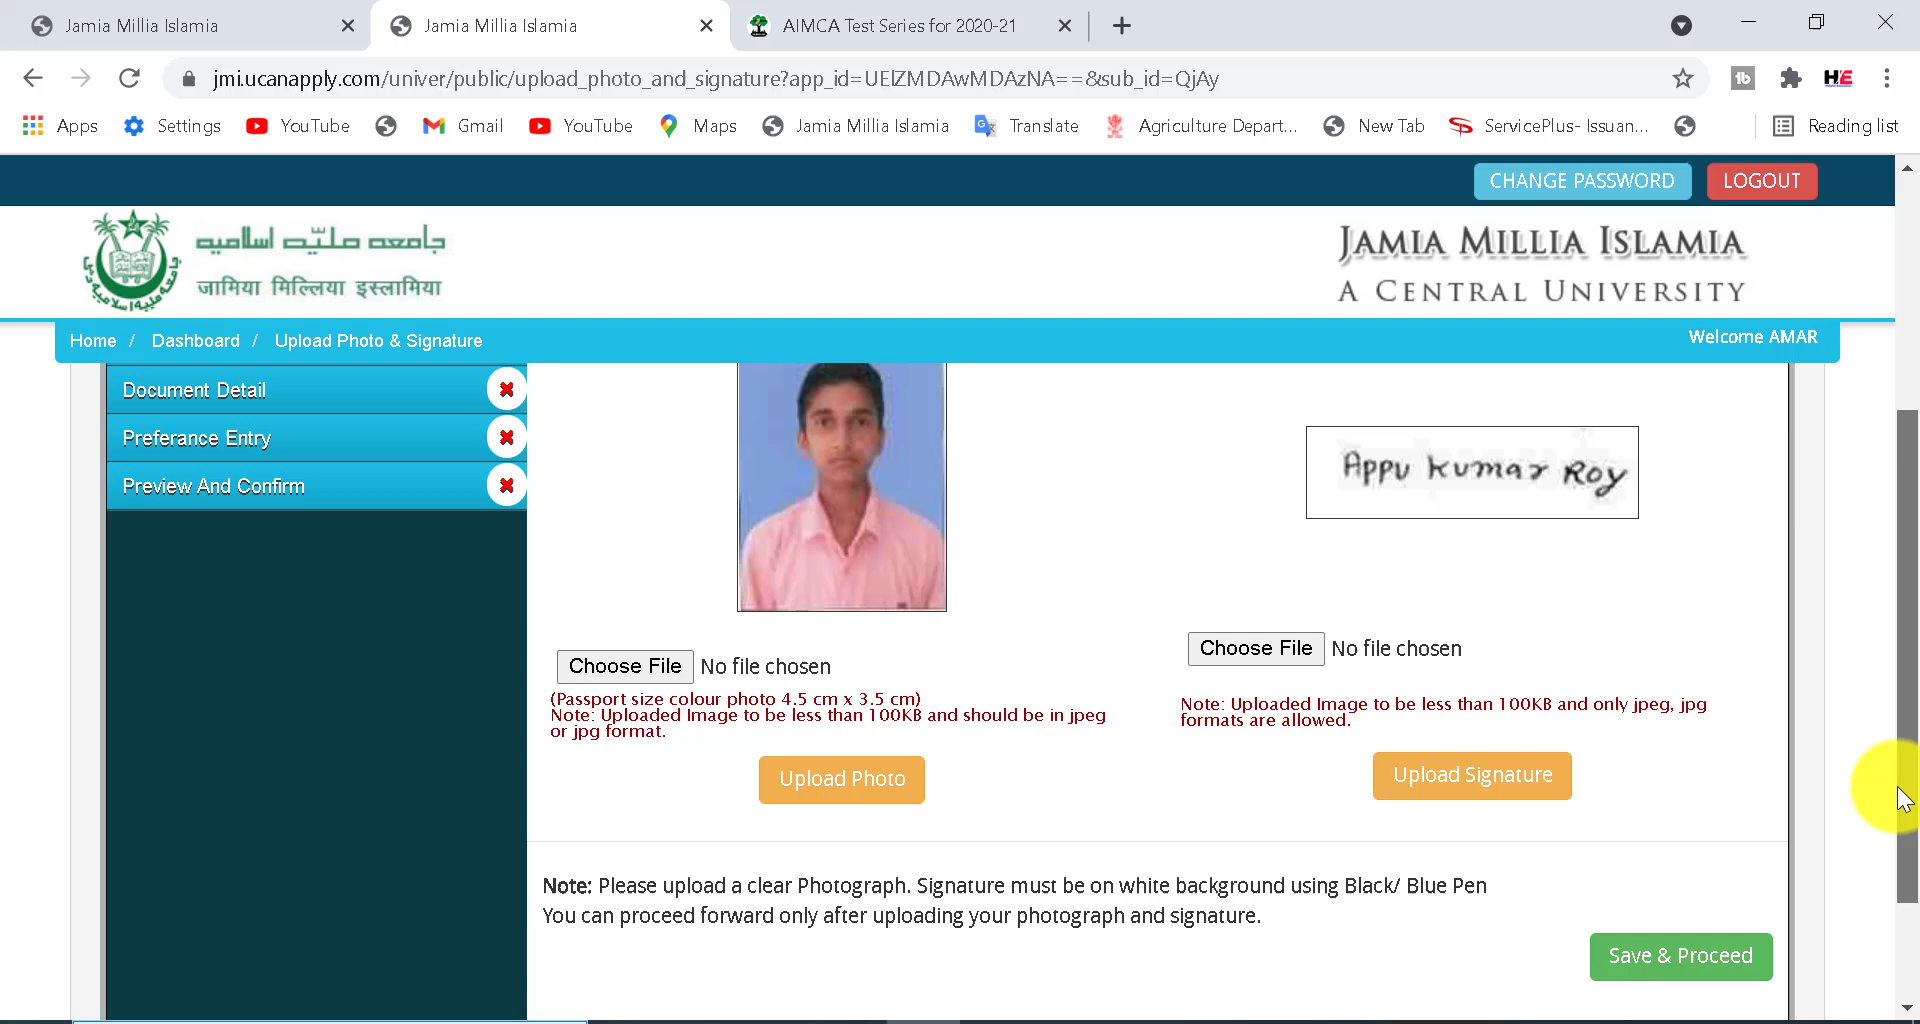 Jamia Millia Islamia
Jamia Millia Islamia
AIMCA Test Series for 2020-21
jmi.ucanapply.com/univer/public/upload_photo_and_signature?app_id=UElZMDAwMDAzNA==&sub_id=QjAy
Apps Settings YouTube Gmail YouTube Maps Jamia Millia Islamia Translate Agriculture Depart... New Tab ServicePlus- Issuan... Reading list
CHANGE PASSWORD LOGOUT
جامعہ ملیّہ اسلامیہ
जामिया मिल्लिया इस्लामिया
JAMIA MILLIA ISLAMIA
A CENTRAL UNIVERSITY
Home / Dashboard / Upload Photo & Signature
Welcome AMAR
Document Detail
Preferance Entry
Preview And Confirm
Appu Kumar Roy
Choose File No file chosen
(Passport size colour photo 4.5 cm x 3.5 cm)
Note: Uploaded Image to be less than 100KB and should be in jpeg
or jpg format.
Upload Photo
Choose File No file chosen
Note: Uploaded Image to be less than 100KB and only jpeg, jpg
formats are allowed.
Upload Signature
Note: Please upload a clear Photograph. Signature must be on white background using Black/ Blue Pen
You can proceed forward only after uploading your photograph and signature.
Save & Proceed